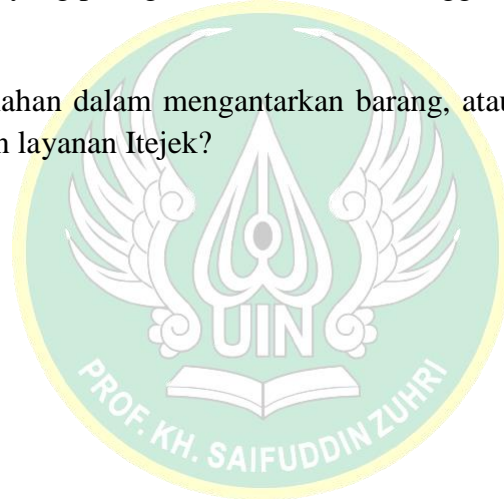 ahan dalam mengantarkan barang, atau
layanan Itejek?
UIN
PROF. KH. SAIFUDDIN ZUHRI